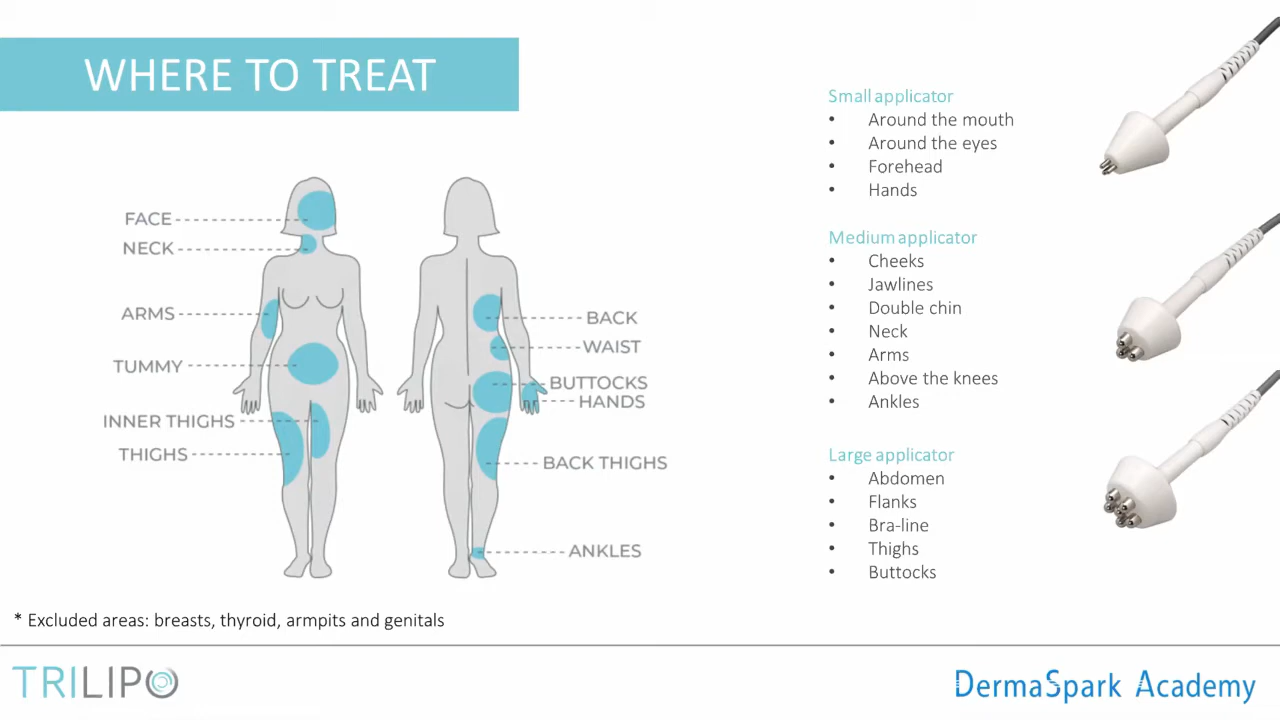 WHERE TO TREAT
FACE
NECK
ARMS
TUMMY
INNER THIGHS
THIGHS
BACK
WAIST
BUTTOCKS
HANDS
BACK THIGHS
ANKLES
Small applicator
• Around the mouth
• Around the eyes
• Forehead
• Hands
Medium applicator
• Cheeks
• Jawlines
• Double chin
• Neck
• Arms
• Above the knees
• Ankles
Large applicator
• Abdomen
• Flanks
• Bra-line
• Thighs
• Buttocks
* Excluded areas: breasts, thyroid, armpits and genitals
TRILIPO
DermaSpark Academy